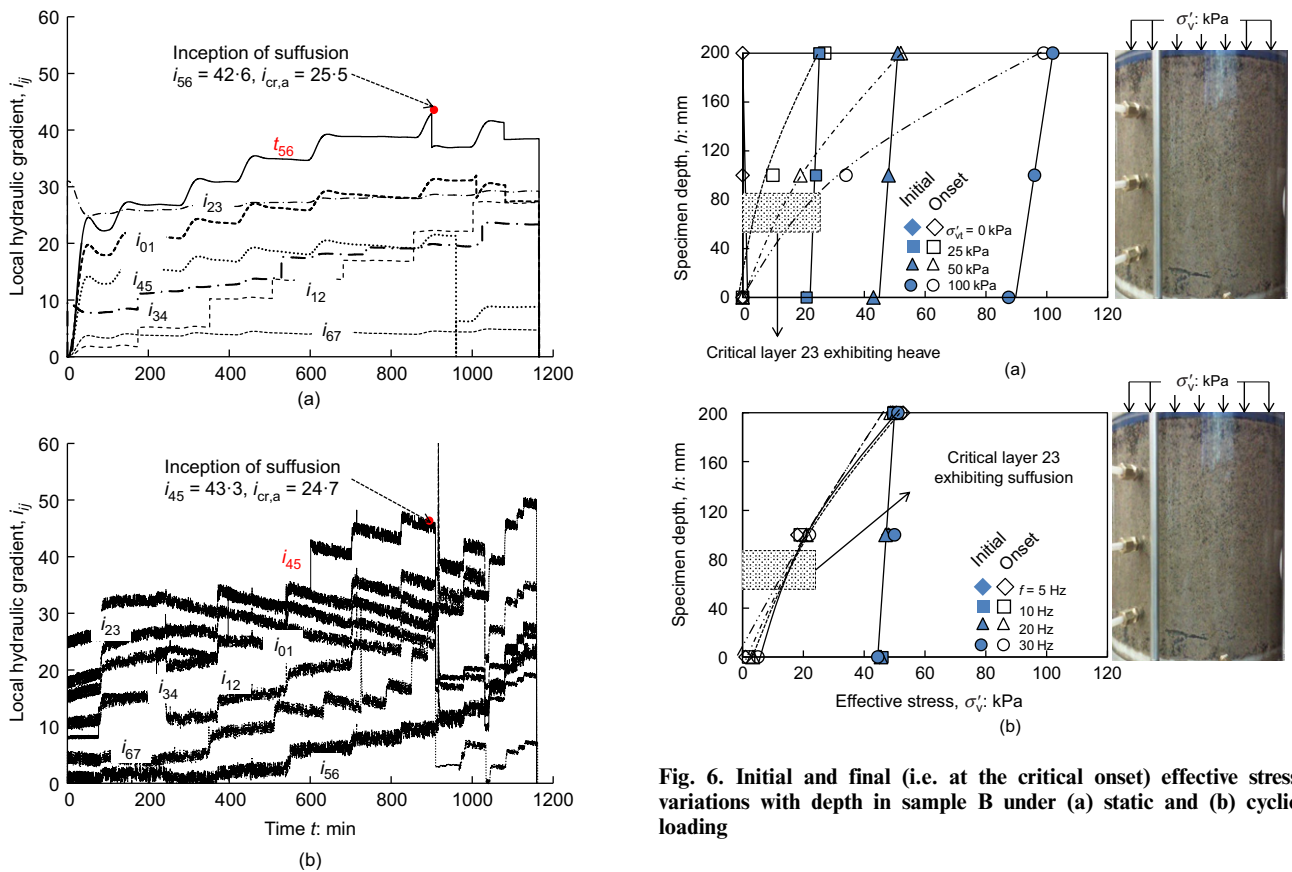 60
50
40
30
20
10
0
Local hydraulic gradient, iij
Inception of suffusion
i56 = 42·6, icr,a = 25·5
t56
i23
i01
i45
i34
i12
i67
0 200 400 600 800 1000 1200
(a)
60
50
40
30
20
10
0
Local hydraulic gradient, iij
Inception of suffusion
i45 = 43·3, icr,a = 24·7
i45
i23
i01
i34
i12
i67
i56
0 200 400 600 800 1000 1200
Time t: min
(b)
200
160
120
80
40
0
Specimen depth, h: mm
Initial
Onset
σ′vt = 0 kPa
25 kPa
50 kPa
100 kPa
0 20 40 60 80 100 120
Critical layer 23 exhibiting heave
(a)
σ′v: kPa
200
160
120
80
40
0
Specimen depth, h: mm
Critical layer 23
exhibiting suffusion
Initial
Onset
f = 5 Hz
10 Hz
20 Hz
30 Hz
0 20 40 60 80 100 120
Effective stress, σ′v: kPa
(b)
σ′v: kPa
Fig. 6. Initial and final (i.e. at the critical onset) effective stress
variations with depth in sample B under (a) static and (b) cyclic
loading